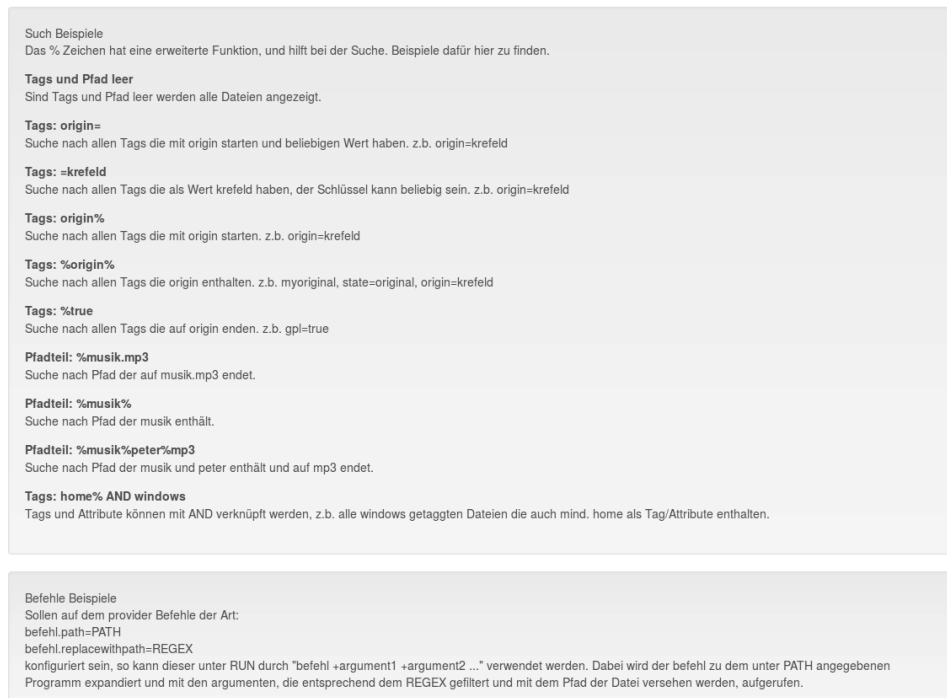 Such Beispiele
Das % Zeichen hat eine erweiterte Funktion, und hilft bei der Suche. Beispiele dafür hier zu finden.
Tags und Pfad leer
Sind Tags und Pfad leer werden alle Dateien angezeigt.
Tags: origin=
Suche nach allen Tags die mit origin starten und beliebigen Wert haben. z.b. origin=krefeld
Tags: =krefeld
Suche nach allen Tags die als Wert krefeld haben, der Schlüssel kann beliebig sein. z.b. origin=krefeld
Tags: origin%
Suche nach allen Tags die mit origin starten. z.b. origin=krefeld
Tags: %origin%
Suche nach allen Tags die origin enthalten. z.b. myoriginal, state=original, origin=krefeld
Tags: %true
Suche nach allen Tags die auf origin enden. z.b. gpl=true
Pfadteil: %musik.mp3
Suche nach Pfad der auf musik.mp3 endet.
Pfadteil: %musik%
Suche nach Pfad der musik enthält.
Pfadteil: %musik%peter%mp3
Suche nach Pfad der musik und peter enthält und auf mp3 endet.
Tags: home% AND windows
Tags und Attribute können mit AND verknüpft werden, z.b. alle windows getaggten Dateien die auch mind. home als Tag/Attribute enthalten.
Befehle Beispiele
Sollen auf dem provider Befehle der Art:
befehl.path=PATH
befehl.replacewithpath=REGEX
konfiguriert sein, so kann dieser unter RUN durch "befehl +argument1 +argument2 ..." verwendet werden. Dabei wird der befehl zu dem unter PATH angegebenen
Programm expandiert und mit den argumenten, die entsprechend dem REGEX gefiltert und mit dem Pfad der Datei versehen werden, aufgerufen.